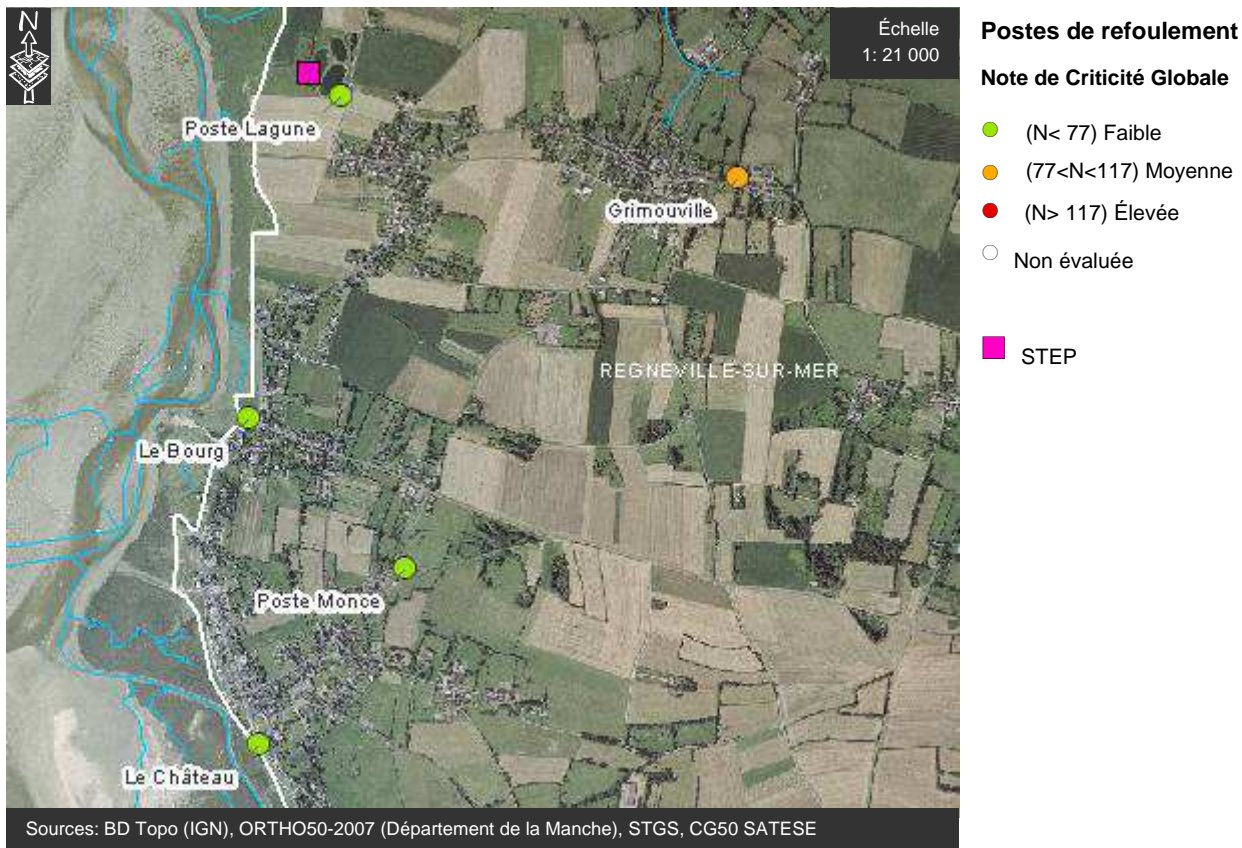 N
Échelle
1: 21 000
Poste Lagune
Grimouville
REGNEVILLE-SUR-MER
Le Bourg
Poste Monce
Le Château
Sources: BD Topo (IGN), ORTHO50-2007 (Département de la Manche), STGS, CG50 SATESE
Postes de refoulement
Note de Criticité Globale
(N< 77) Faible
(77<N<117) Moyenne
(N> 117) Élevée
Non évaluée
STEP